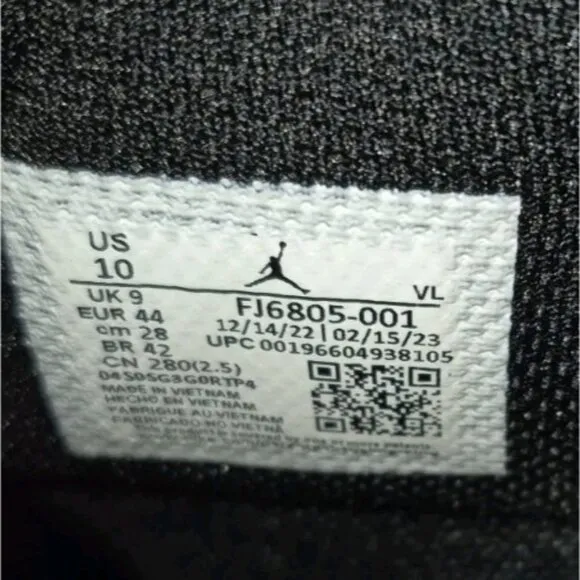 US
10
VL
UK 9
EUR 44
cm 28
BR 42
CN 280(2.5)
04S05G3G0RTP4
MADE IN VIETNAM
HECHO EN VIETNAM
FABRIQUE AU VIETNAM
FABRICADO NO VIETNA
FJ6805-001
12/14/22 | 02/15/23
UPC 00196604938105